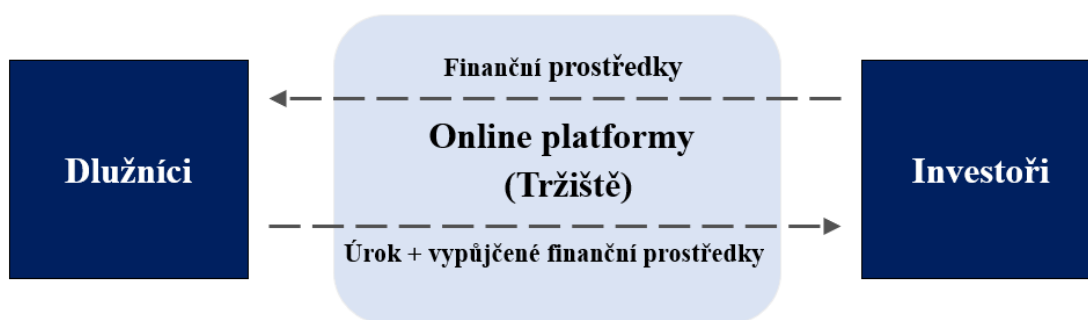 Finanční prostředky
Dlužníci
Online platformy
(Tržiště)
Investoři
Úrok + vypůjčené finanční prostředky